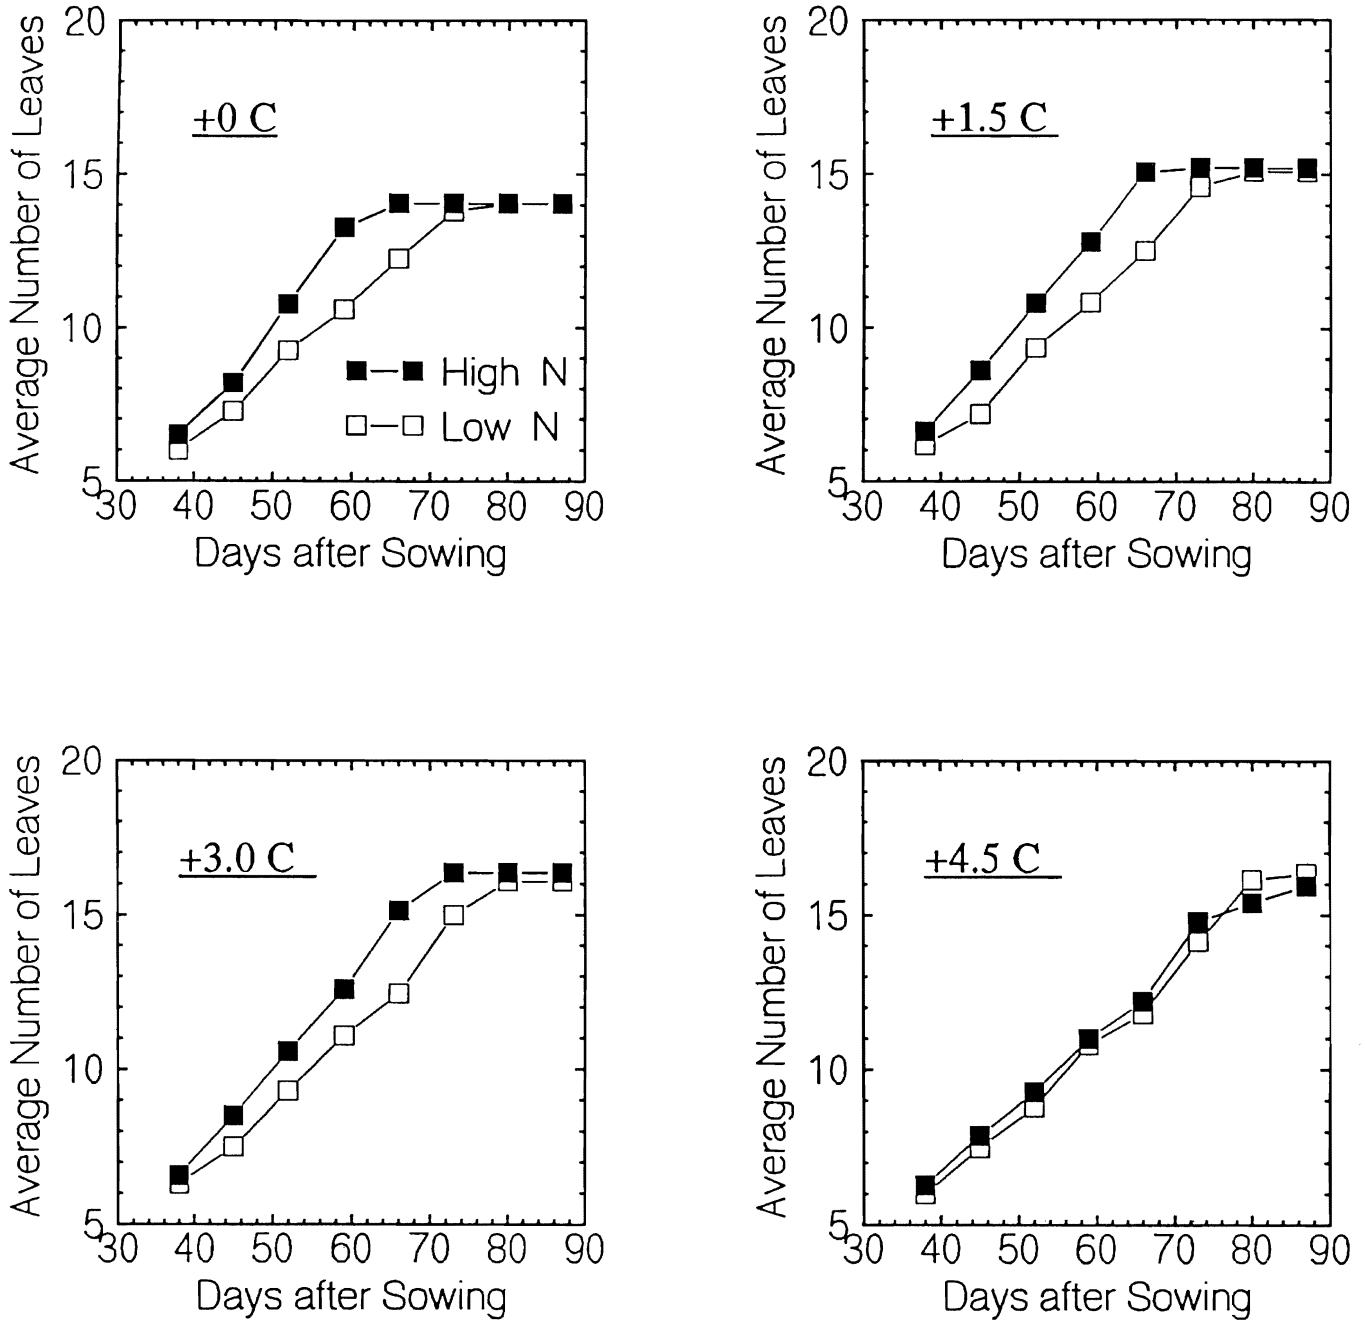 Average Number of Leaves
20
15
10
5
+0 C
High N
Low N
30 40 50 60 70 80 90
Days after Sowing
Average Number of Leaves
20
15
10
5
+1.5 C
30 40 50 60 70 80 90
Days after Sowing
Average Number of Leaves
20
15
10
5
+3.0 C
30 40 50 60 70 80 90
Days after Sowing
Average Number of Leaves
20
15
10
5
+4.5 C
30 40 50 60 70 80 90
Days after Sowing